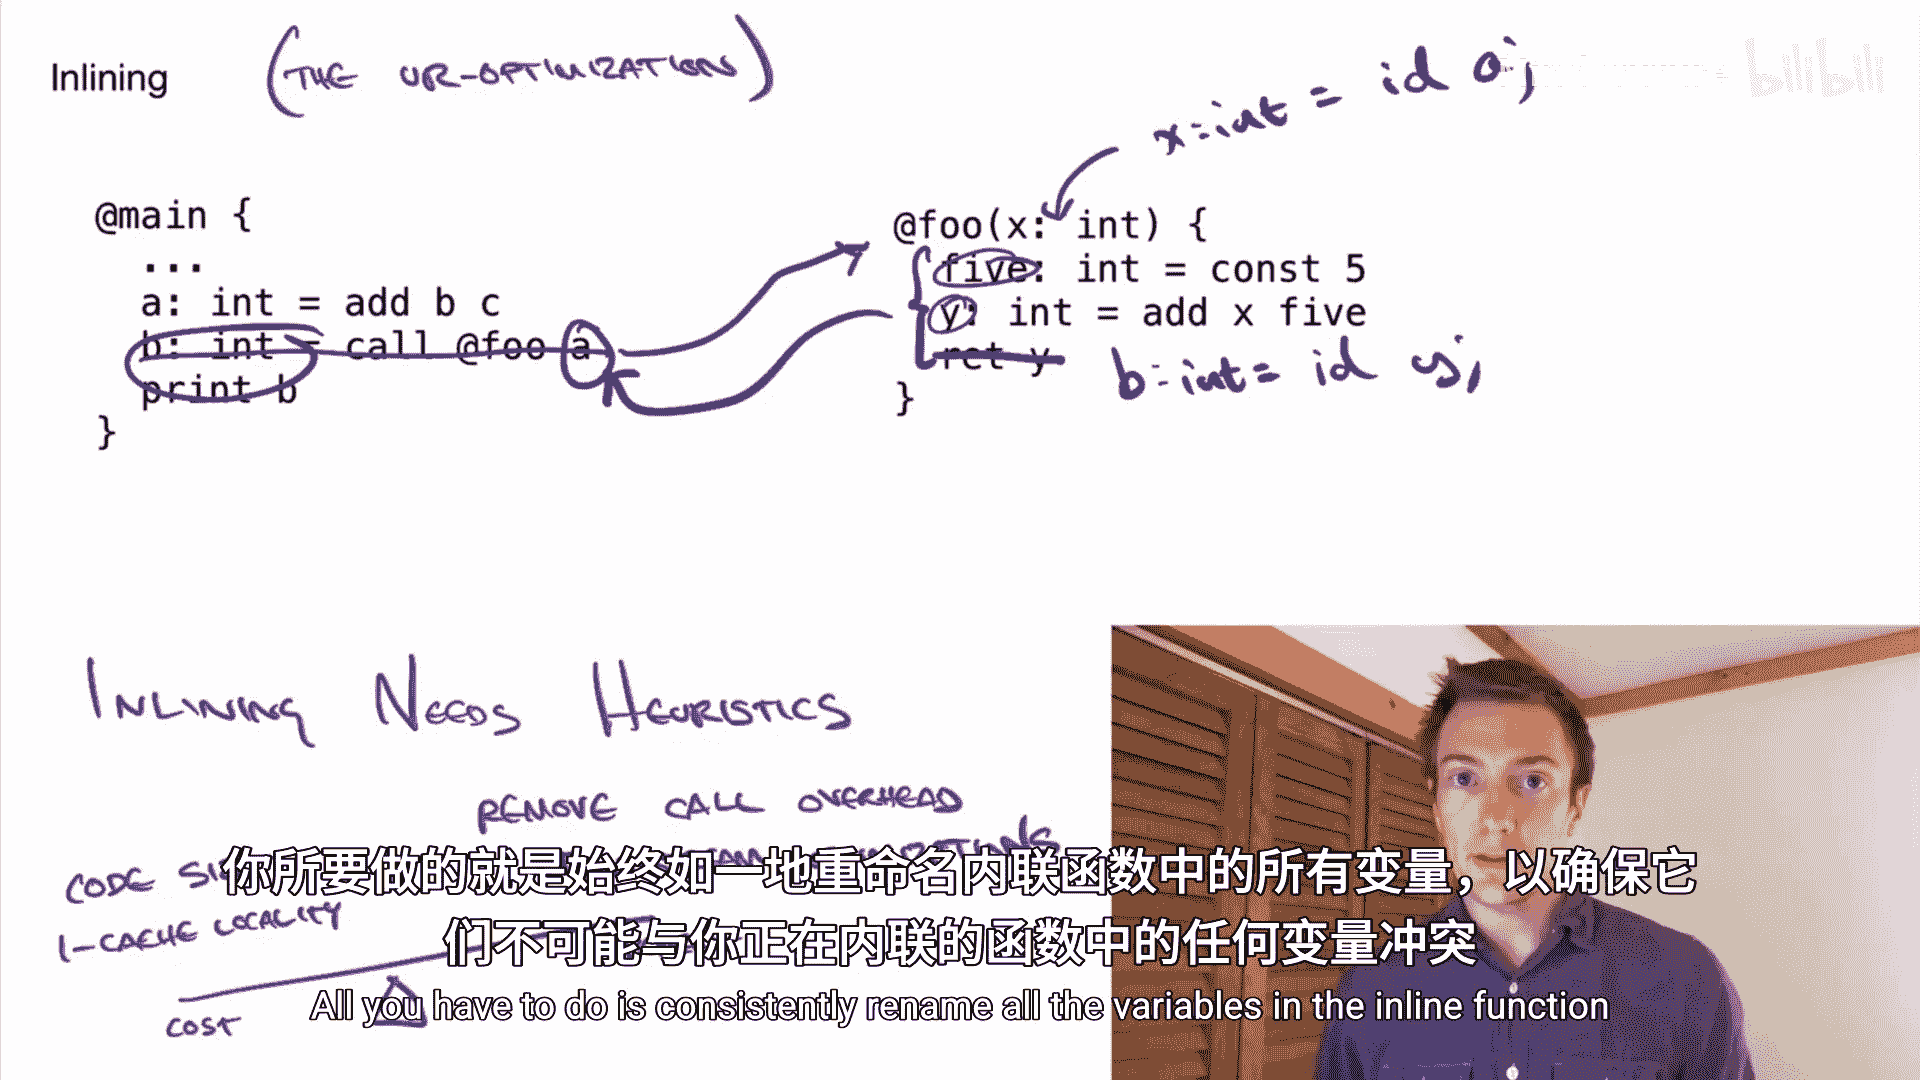 Inlining (THE UR-OPTIMIZATION)
x: int = id a;
bilibili
@main {
...
a: int = add b c
b: int = call @foo a
print b
}
@foo(x: int) {
five: int = const 5
y: int = add x five
ret y
b: int = id y;
}
INLINING NEEDS HEURISTICS
REMOVE CALL OVERHEAD
CODE
I-CACHE LOCALITY
COST
你所要做的就是始终如一地重命名内联函数中的所有变量，以确保它
们不可能与你正在内联的函数中的任何变量冲突
All you have to do is consistently rename all the variables in the inline function